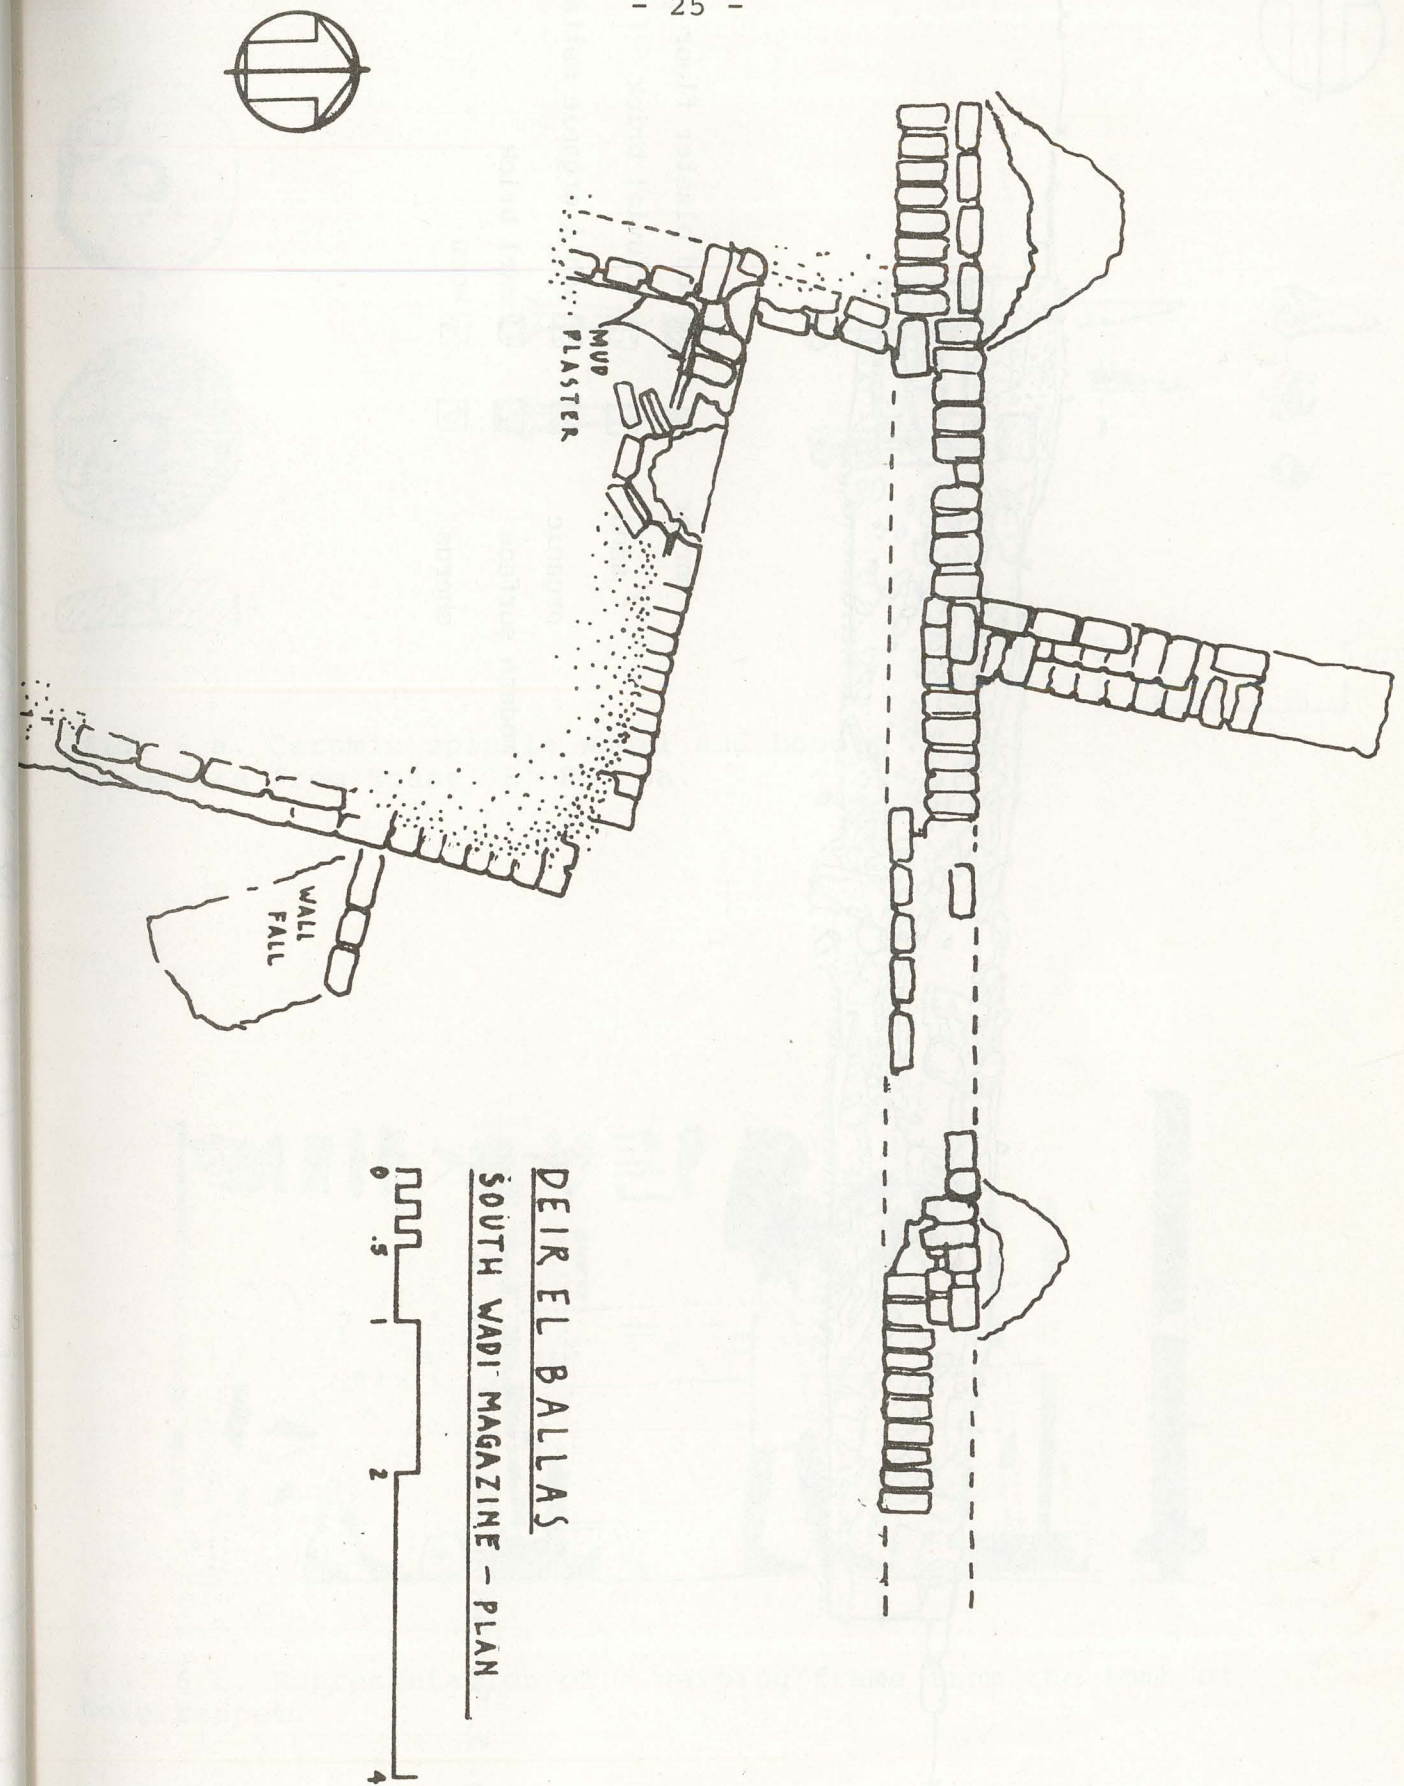 - 25 -
MUD
PLASTER
WALL
FALL
DEIR EL BALLAS
SOUTH WADI MAGAZINE - PLAN
0 .5 1 2 4